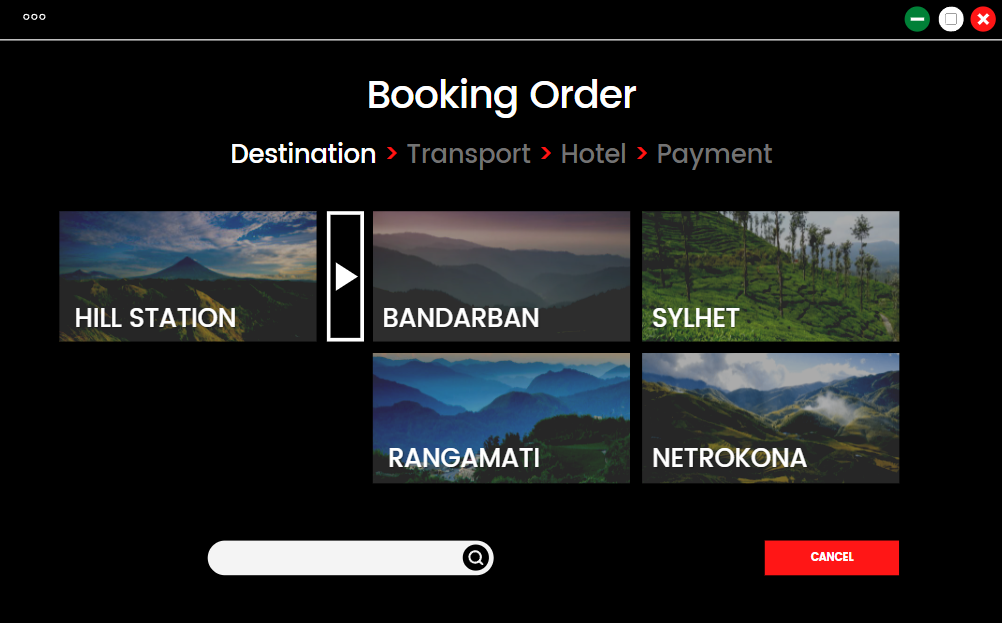 Booking Order
Destination > Transport > Hotel > Payment
HILL STATION
BANDARBAN
SYLHET
RANGAMATI
NETROKONA
CANCEL